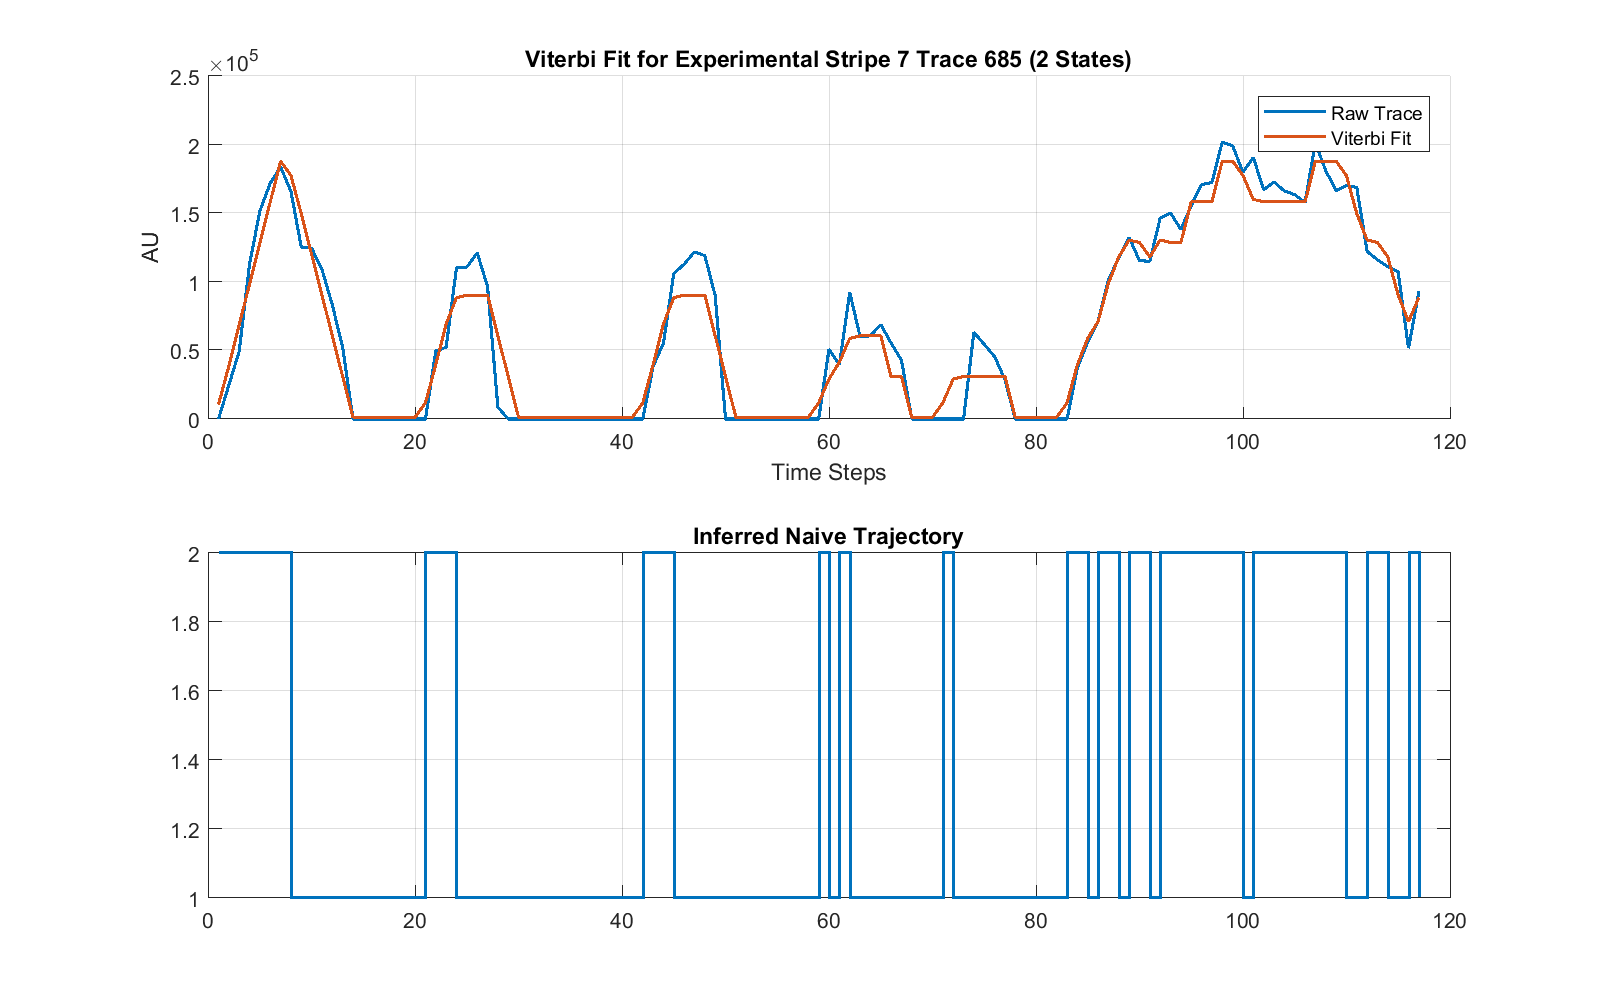 Viterbi Fit for Experimental Stripe 7 Trace 685 (2 States)
×10^5
2.5
2
1.5
1
0.5
0
AU
Raw Trace
Viterbi Fit
0 20 40 60 80 100 120
Time Steps
Inferred Naive Trajectory
2
1.8
1.6
1.4
1.2
1
0 20 40 60 80 100 120